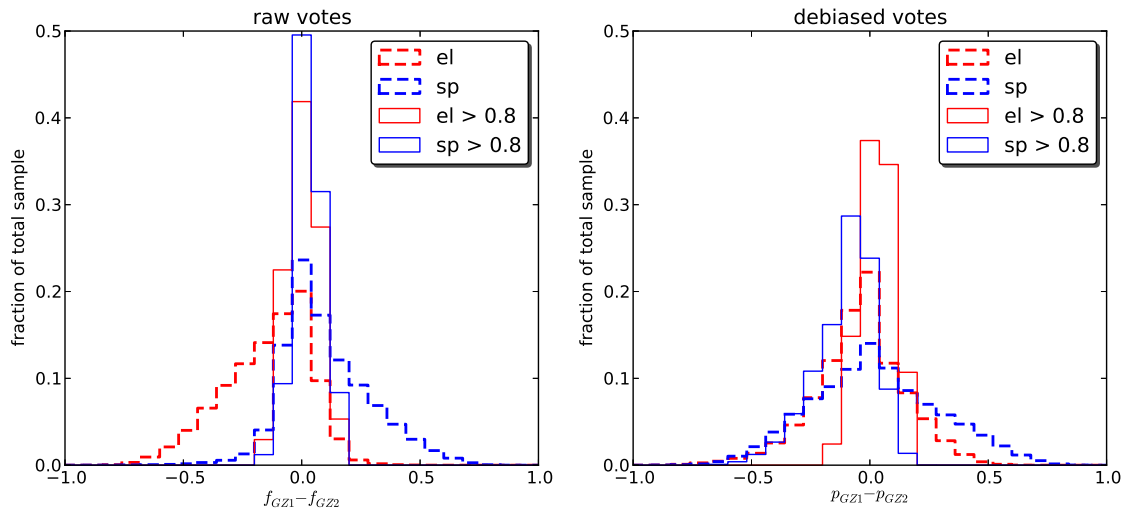 raw votes
0.5
0.4
0.3
0.2
0.1
0.0
fraction of total sample
el
sp
el > 0.8
sp > 0.8
−1.0 −0.5 0.0 0.5 1.0
f_GZ1−f_GZ2
debiased votes
0.5
0.4
0.3
0.2
0.1
0.0
fraction of total sample
el
sp
el > 0.8
sp > 0.8
−1.0 −0.5 0.0 0.5 1.0
p_GZ1−p_GZ2